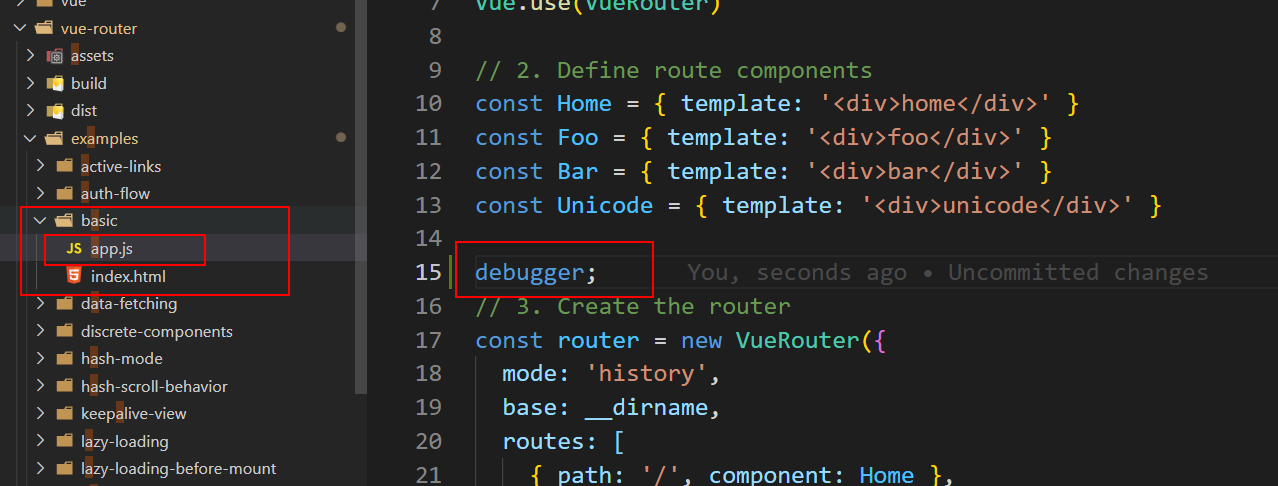 vue
vue-router
assets
build
dist
examples
active-links
auth-flow
basic
JS app.js
index.html
data-fetching
discrete-components
hash-mode
hash-scroll-behavior
keepalive-view
lazy-loading
lazy-loading-before-mount
7 Vue.use(VueRouter)
8
9 // 2. Define route components
10 const Home = { template: '<div>home</div>' }
11 const Foo = { template: '<div>foo</div>' }
12 const Bar = { template: '<div>bar</div>' }
13 const Unicode = { template: '<div>unicode</div>' }
14
15 debugger; You, seconds ago • Uncommitted changes
16 // 3. Create the router
17 const router = new VueRouter({
18 mode: 'history',
19 base: __dirname,
20 routes: [
21 { path: '/', component: Home },